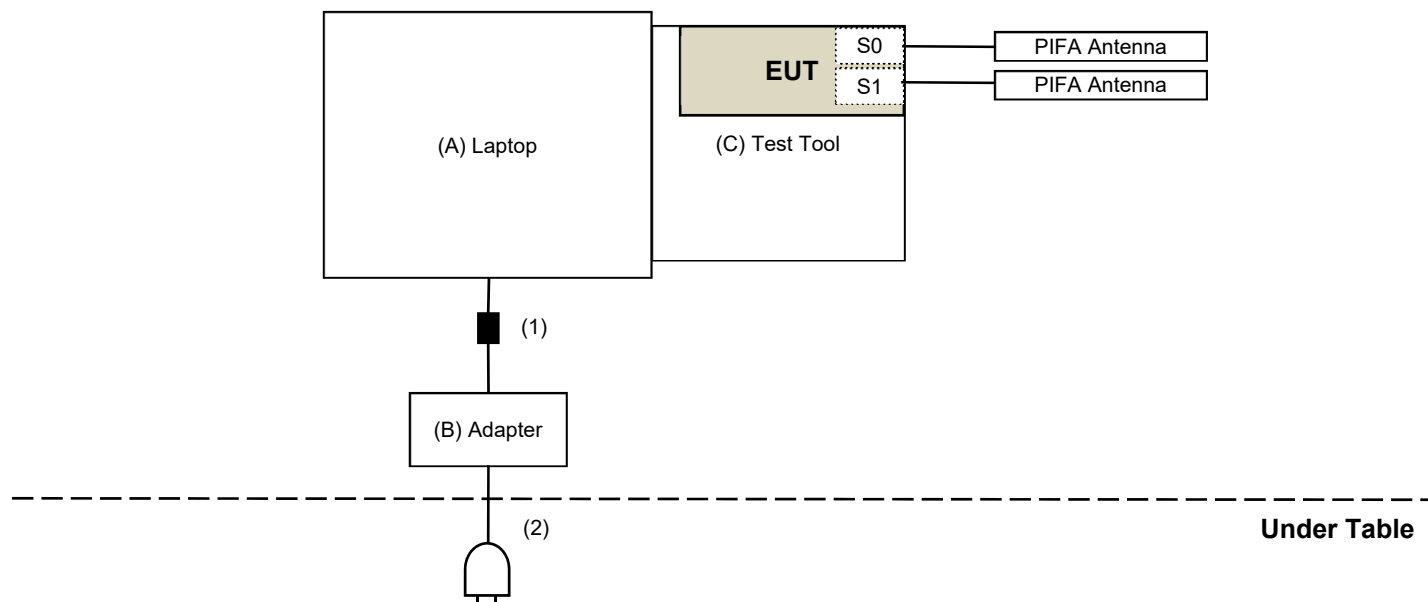 S0
PIFA Antenna
EUT
S1
PIFA Antenna
(A) Laptop
(C) Test Tool
(1)
(B) Adapter
(2)
Under Table